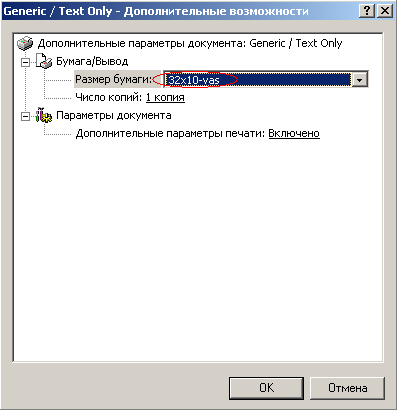 Generic / Text Only - Дополнительные возможности
Дополнительные параметры документа: Generic / Text Only
Бумага/Вывод
Размер бумаги: 32x10-vas
Число копий: 1 копия
Параметры документа
Дополнительные параметры печати: Включено
OK Отмена